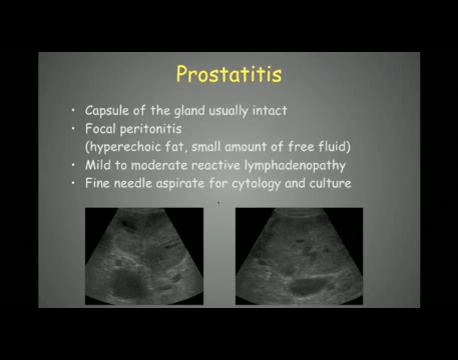 Prostatitis
• Capsule of the gland usually intact
• Focal peritonitis
(hyperechoic fat, small amount of free fluid)
• Mild to moderate reactive lymphadenopathy
• Fine needle aspirate for cytology and culture